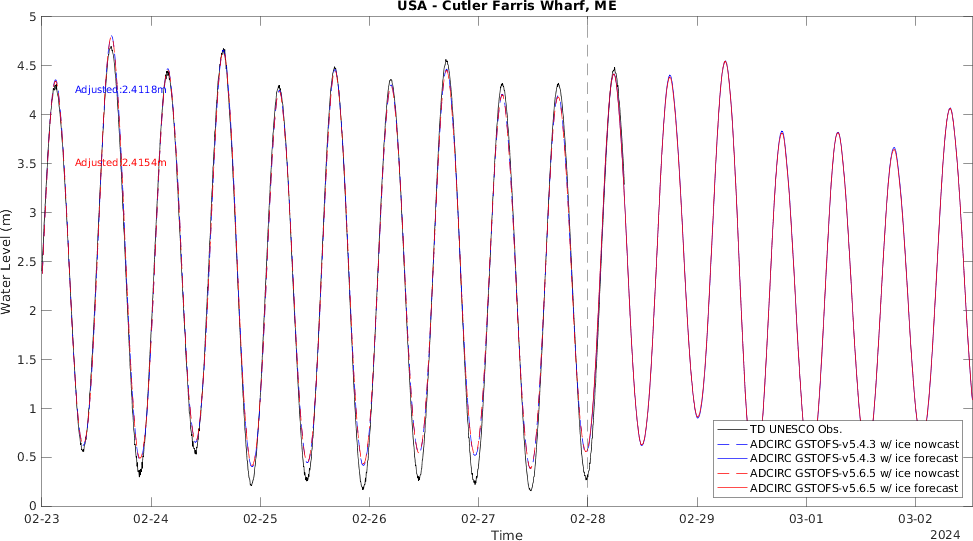 USA - Cutler Farris Wharf, ME
5
4.5
4
3.5
3
2.5
2
1.5
1
0.5
0
Water Level (m)
Adjusted:2.4118m
Adjusted:2.4154m
TD UNESCO Obs.
ADCIRC GSTOFS-v5.4.3 w/ ice nowcast
ADCIRC GSTOFS-v5.4.3 w/ ice forecast
ADCIRC GSTOFS-v5.6.5 w/ ice nowcast
ADCIRC GSTOFS-v5.6.5 w/ ice forecast
02-23 02-24 02-25 02-26 02-27 02-28 02-29 03-01 03-02
Time
2024